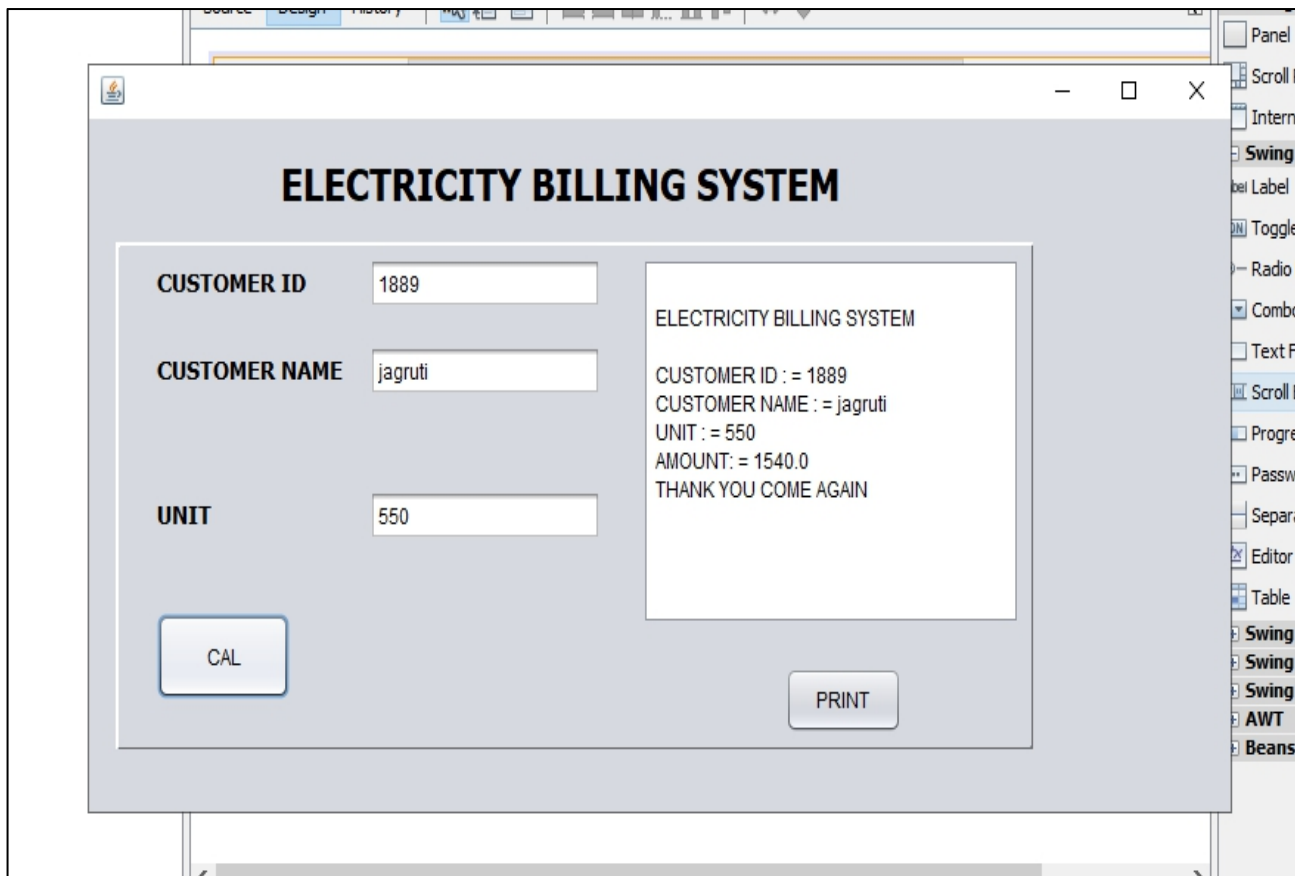 Source Design History
Panel
Scroll
Intern
Swing
Label
ELECTRICITY BILLING SYSTEM
Toggle
CUSTOMER ID 1889
Radio
ELECTRICITY BILLING SYSTEM
Combo
Text F
CUSTOMER NAME jagruti
CUSTOMER ID : = 1889
CUSTOMER NAME : = jagruti
UNIT : = 550
AMOUNT: = 1540.0
THANK YOU COME AGAIN
Scroll
Progre
Passw
UNIT 550
Separa
Editor
Table
CAL
PRINT
Swing
Swing
Swing
AWT
Beans